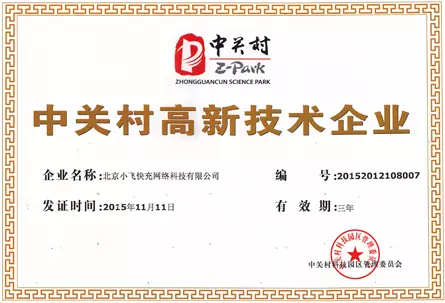 中关村
Z-Park
ZHONGGUANCUN SCIENCE PARK
中关村高新技术企业
企业名称:北京小飞快充网络科技有限公司 编 号:20152012108007
发证时间:2015年11月11日 有 效 期:三年
中关村科技园区管理委员会
中关村科技园区管理委员会